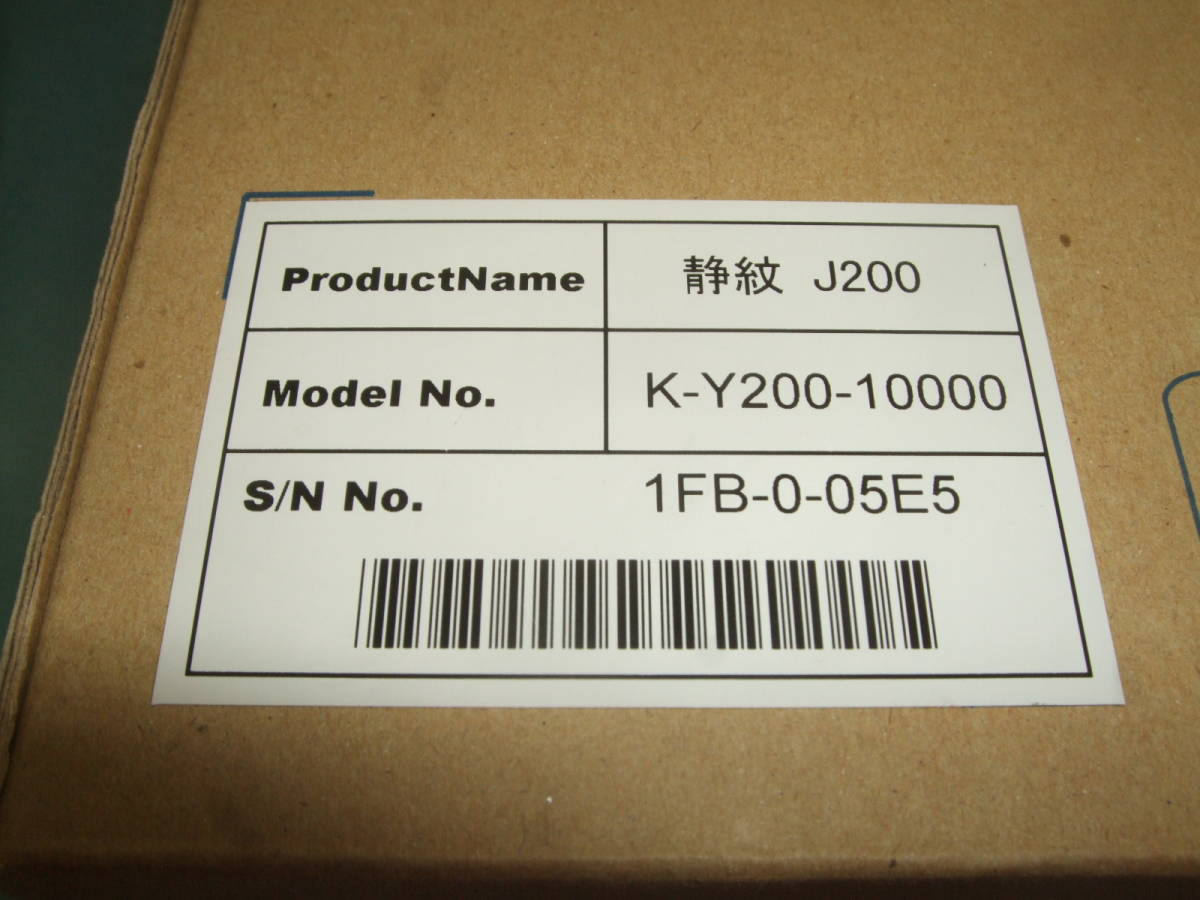 ProductName 静紋 J200
Model No. K-Y200-10000
S/N No. 1FB-0-05E5